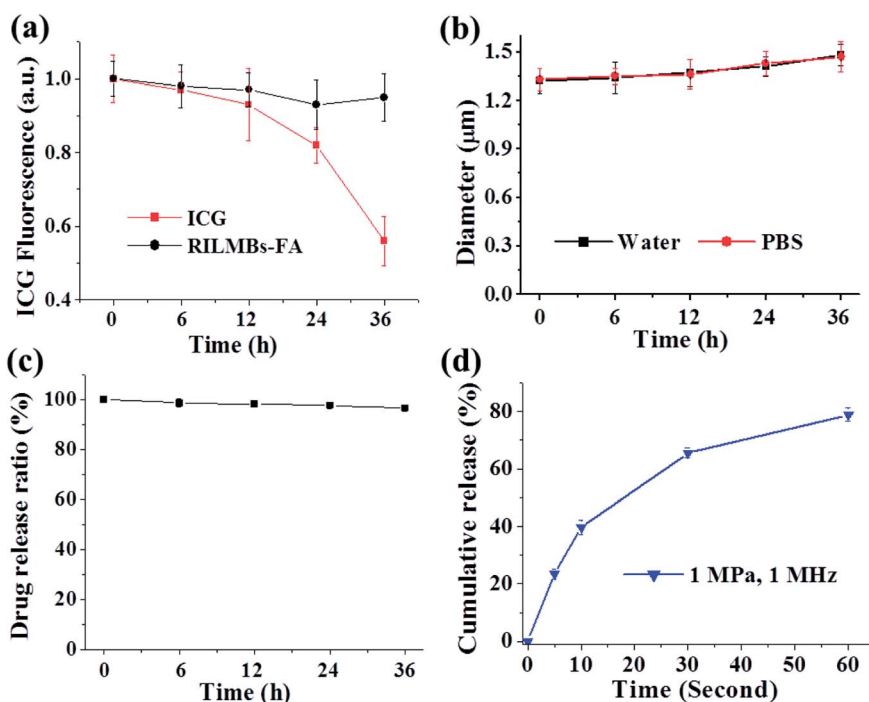 (a)
ICG Fluorescence (a.u.)
1.0
0.8
0.6
0.4
ICG
RILMBs-FA
0 6 12 24 36
Time (h)
(b)
Diameter (μm)
1.5
1.2
0.9
0.6
0.3
0.0
Water PBS
0 6 12 24 36
Time (h)
(c)
Drug release ratio (%)
100
80
60
40
20
0
0 6 12 24 36
Time (h)
(d)
Cumulative release (%)
80
60
40
20
0
1 MPa, 1 MHz
0 10 20 30 40 50 60
Time (Second)